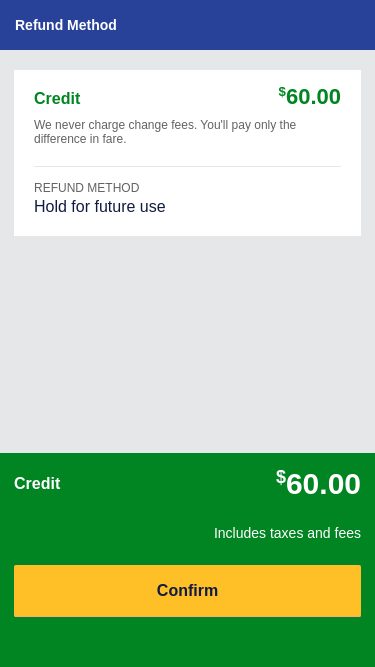 Refund Method
Credit $60.00
We never charge change fees. You'll pay only the
difference in fare.
REFUND METHOD
Hold for future use
Credit $60.00
Includes taxes and fees
Confirm